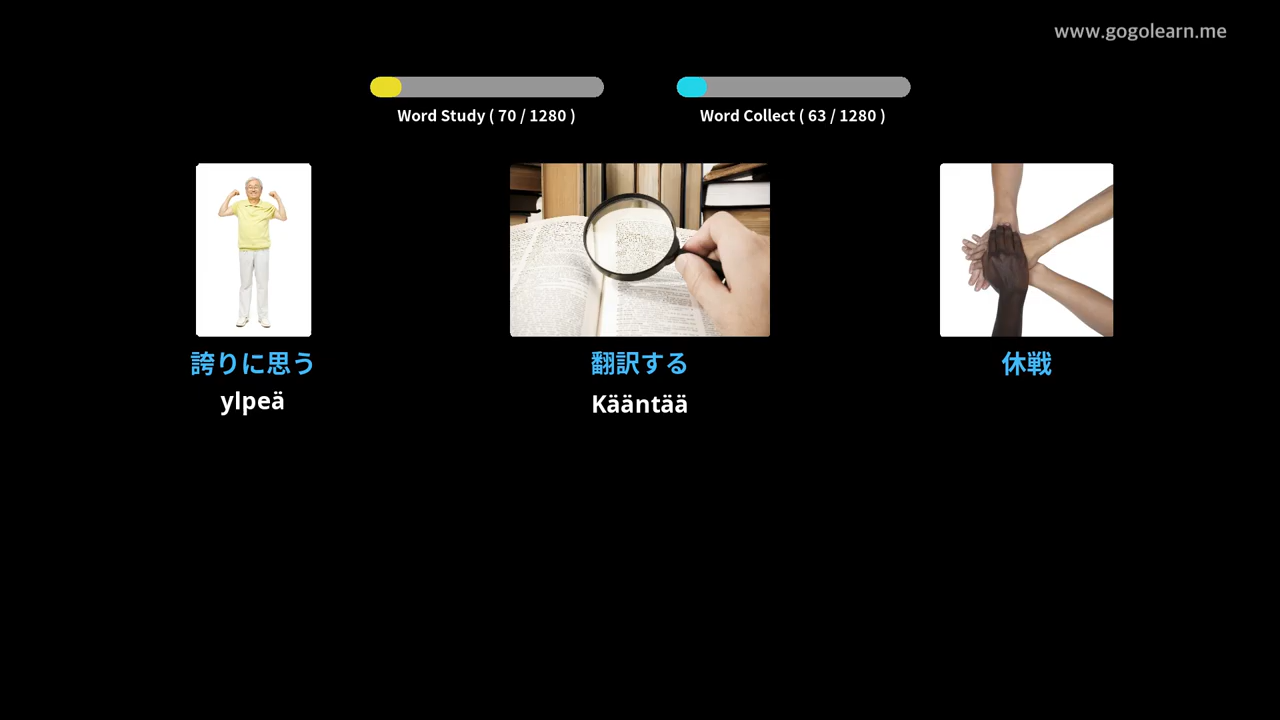 www.gogolearn.me
Word Study ( 70 / 1280 )
Word Collect ( 63 / 1280 )
誇りに思う
翻訳する
休戦
ylpeä
Kääntää